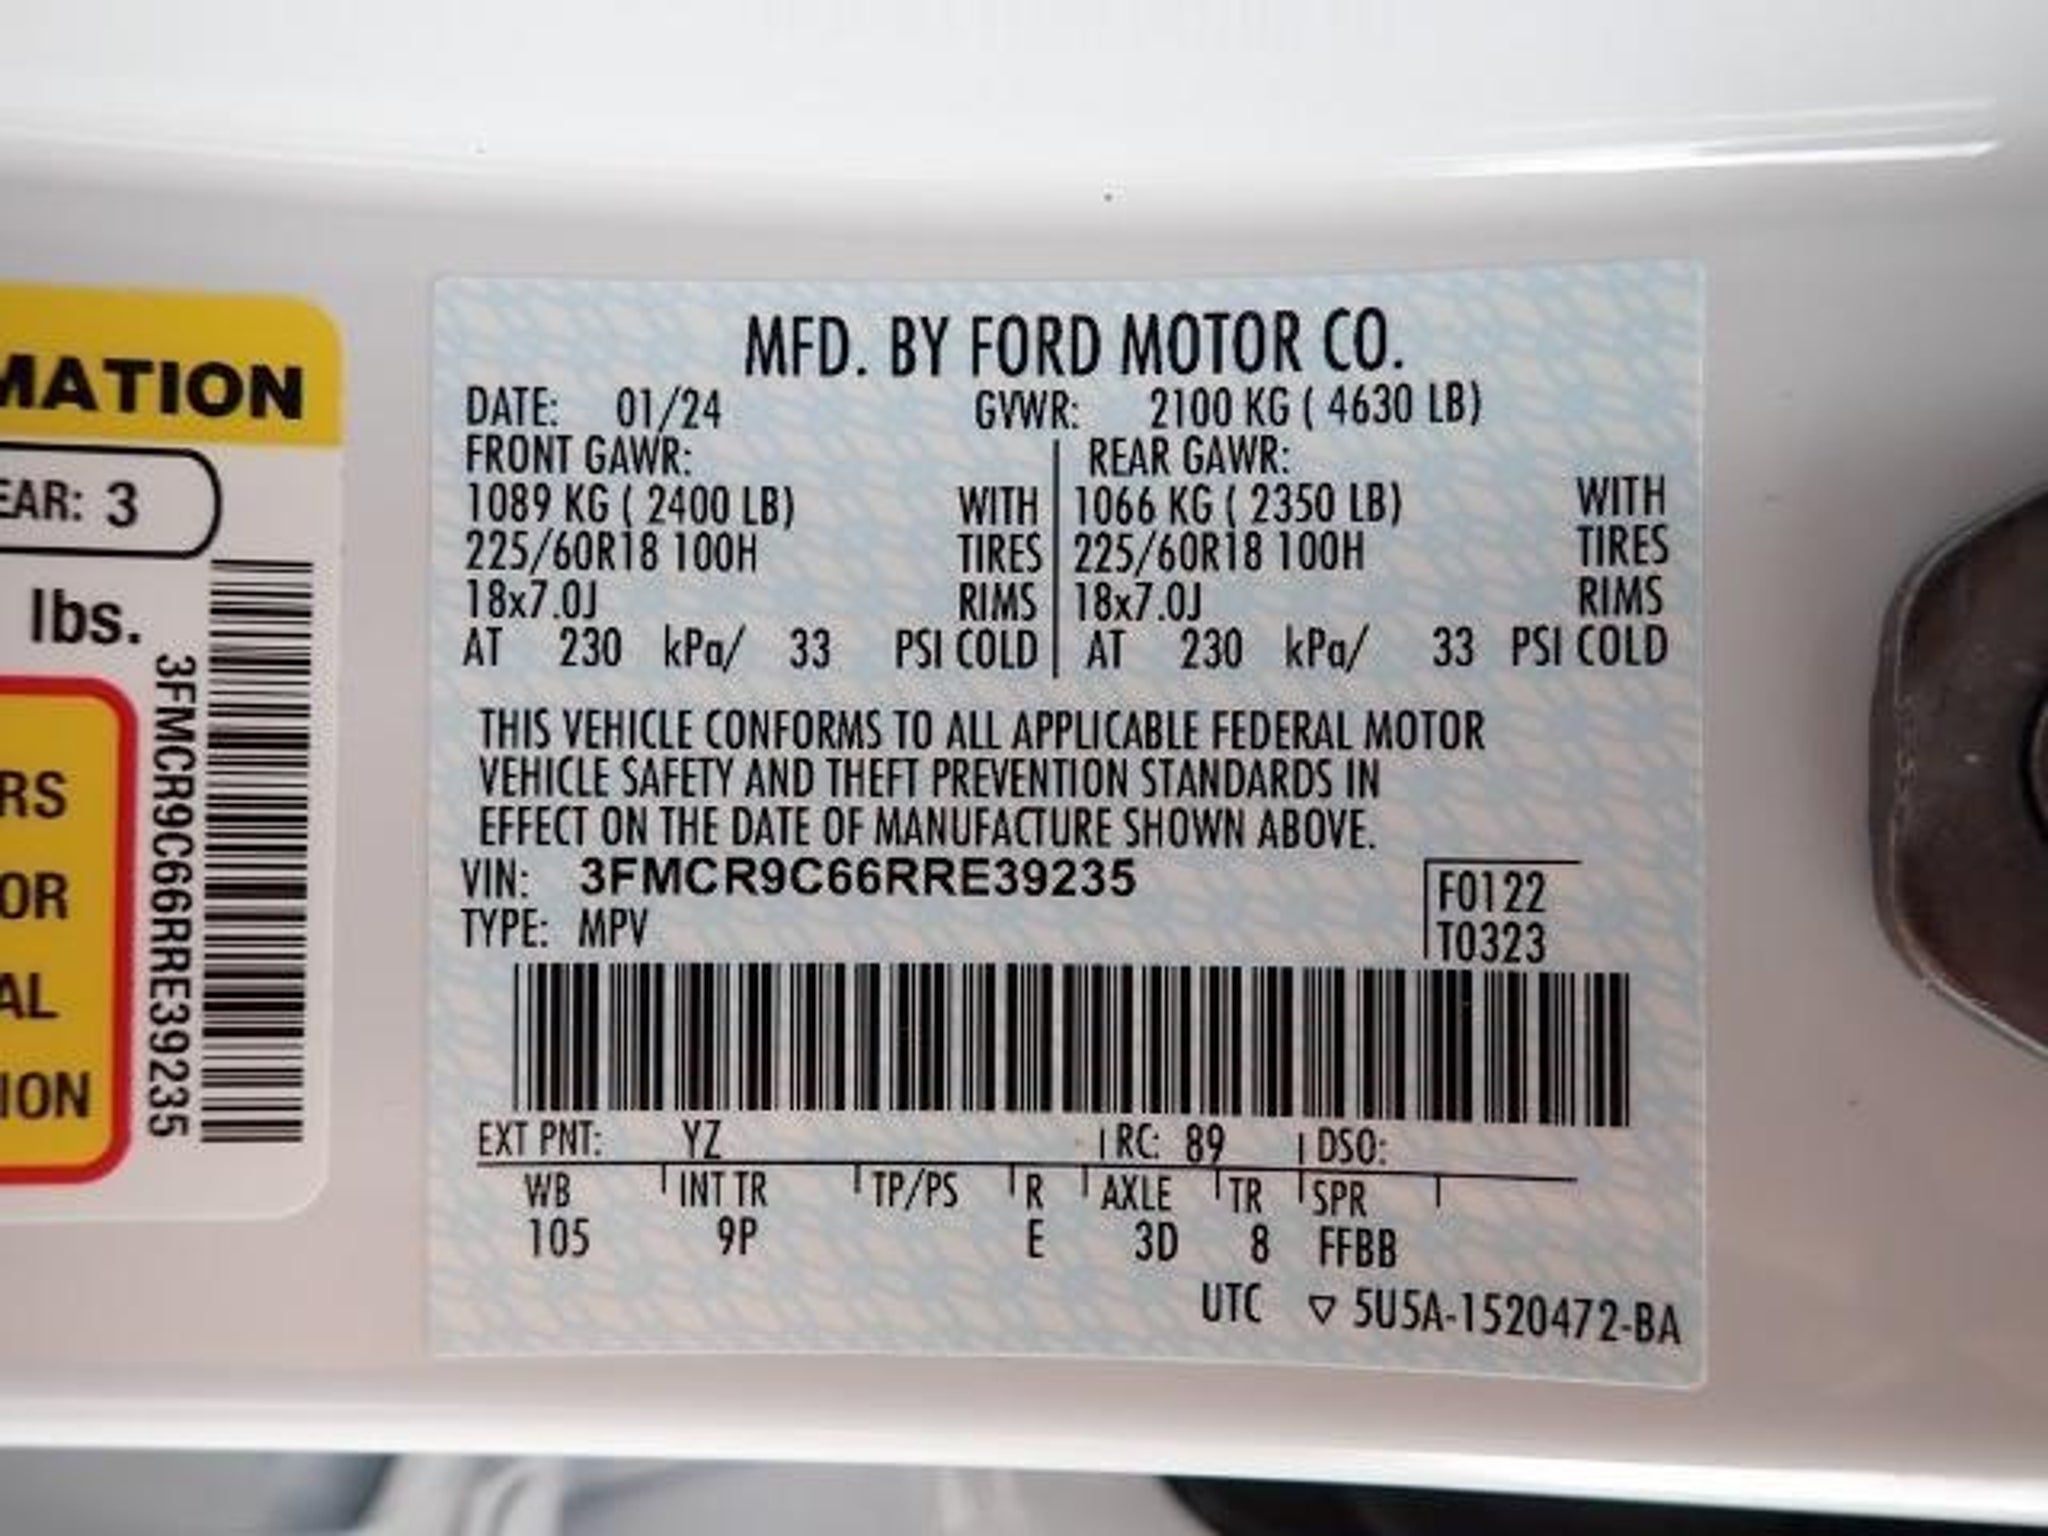 MATION
EAR: 3
lbs.
RS
OR
AL
ION
3FMCR9C66RRE39235
MFD. BY FORD MOTOR CO.
DATE: 01/24 GVWR: 2100 KG ( 4630 LB)
FRONT GAWR: REAR GAWR:
1089 KG ( 2400 LB) WITH 1066 KG ( 2350 LB) WITH
225/60R18 100H TIRES 225/60R18 100H TIRES
18x7.0J RIMS 18x7.0J RIMS
AT 230 kPa/ 33 PSI COLD AT 230 kPa/ 33 PSI COLD
THIS VEHICLE CONFORMS TO ALL APPLICABLE FEDERAL MOTOR
VEHICLE SAFETY AND THEFT PREVENTION STANDARDS IN
EFFECT ON THE DATE OF MANUFACTURE SHOWN ABOVE.
VIN: 3FMCR9C66RRE39235 F0122
TYPE: MPV T0323
EXT PNT: YZ RC: 89 DSO:
WB INT TR TP/PS R AXLE TR SPR
105 9P E 3D 8 FFBB
UTC ▽ 5U5A-1520472-BA